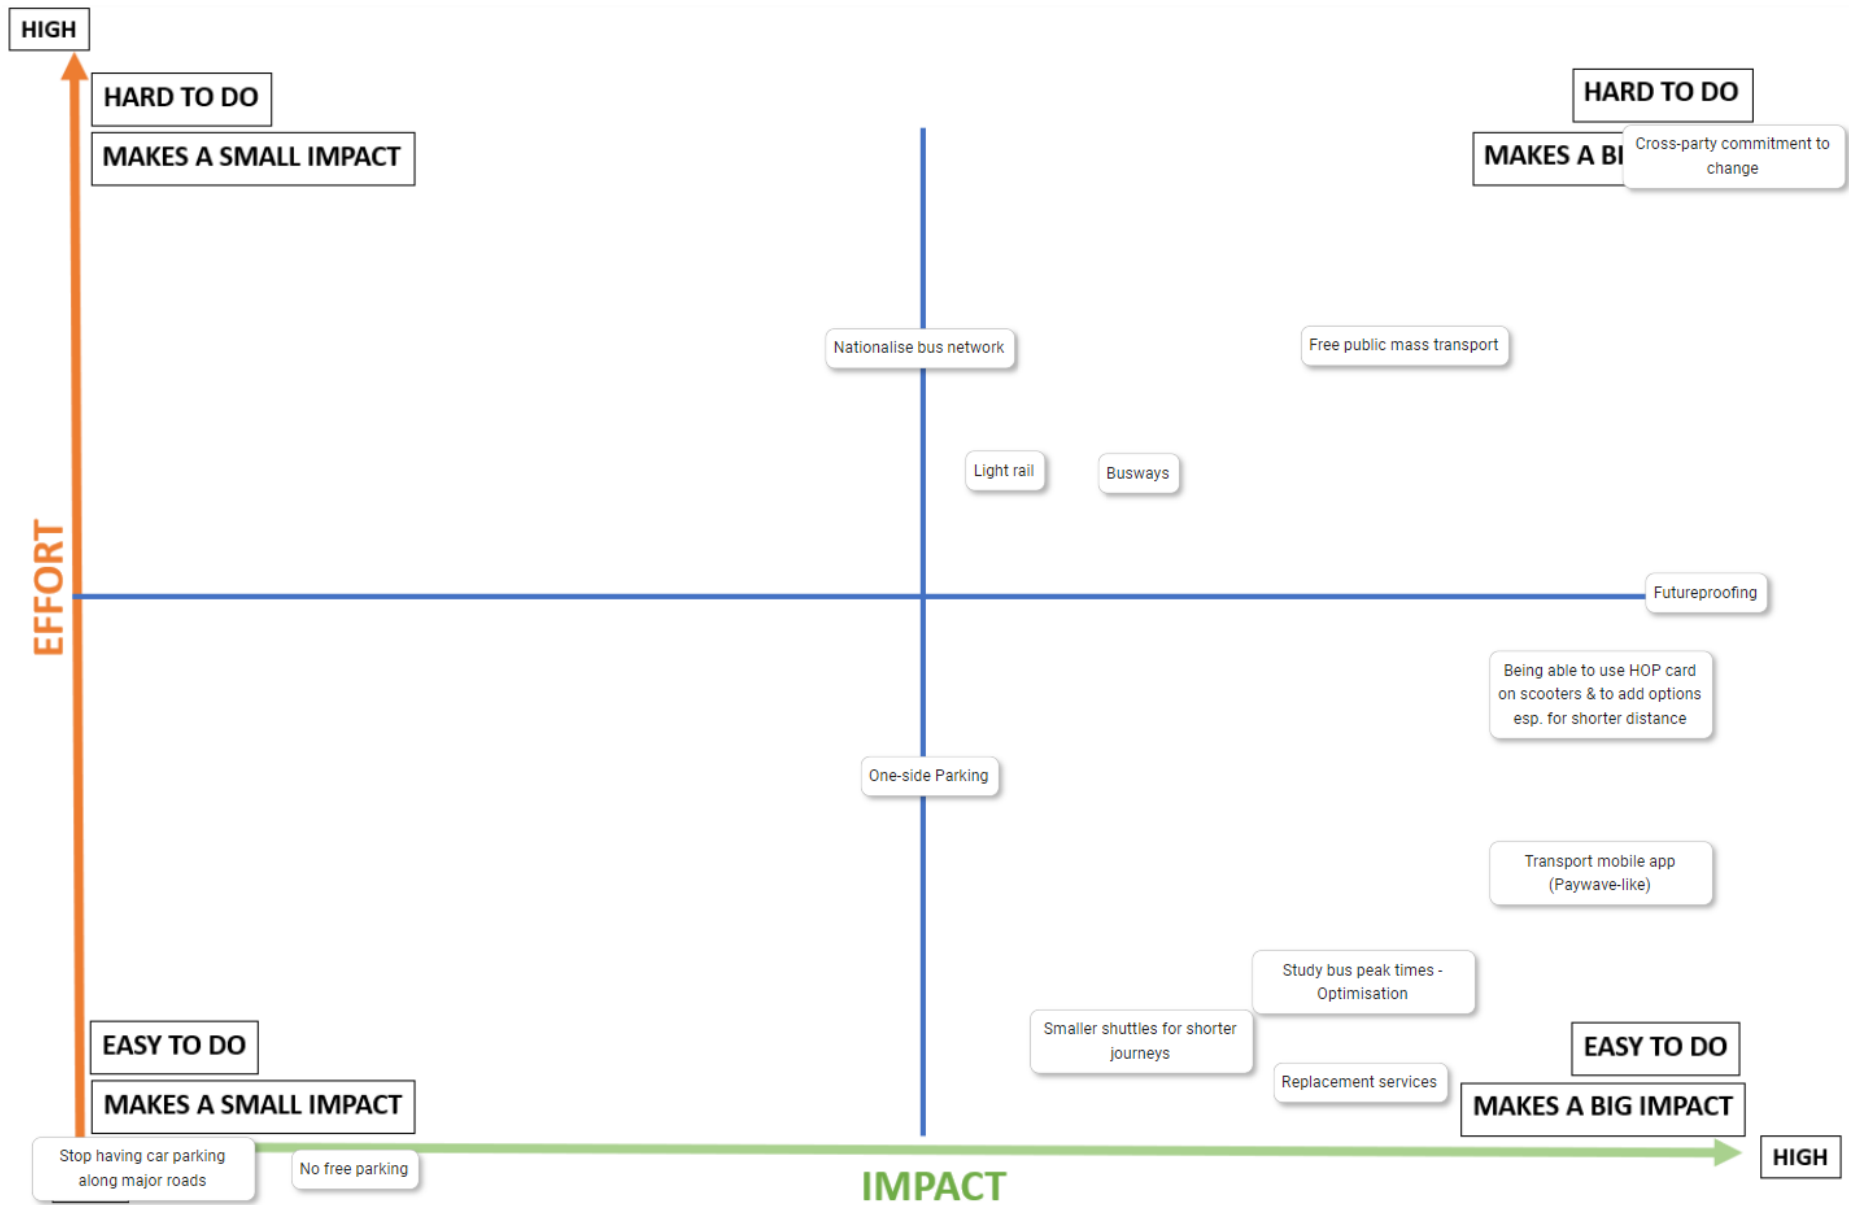 HIGH
HARD TO DO
MAKES A SMALL IMPACT
HARD TO DO
MAKES A
Cross-party commitment to
change
Nationalise bus network
Free public mass transport
Light rail
Busways
EFFORT
Futureproofing
Being able to use HOP card
on scooters & to add options
esp. for shorter distance
One-side Parking
Transport mobile app
(Paywave-like)
Study bus peak times -
Optimisation
Smaller shuttles for shorter
journeys
Replacement services
EASY TO DO
MAKES A SMALL IMPACT
EASY TO DO
MAKES A BIG IMPACT
Stop having car parking
along major roads
No free parking
IMPACT
HIGH